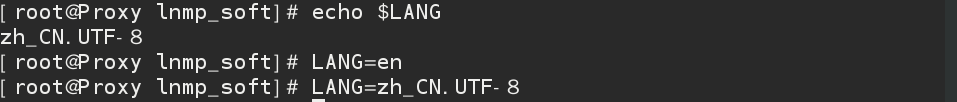 [root@Proxy lnmp_soft]# echo $LANG
zh_CN.UTF-8
[root@Proxy lnmp_soft]# LANG=en
[root@Proxy lnmp_soft]# LANG=zh_CN.UTF-8